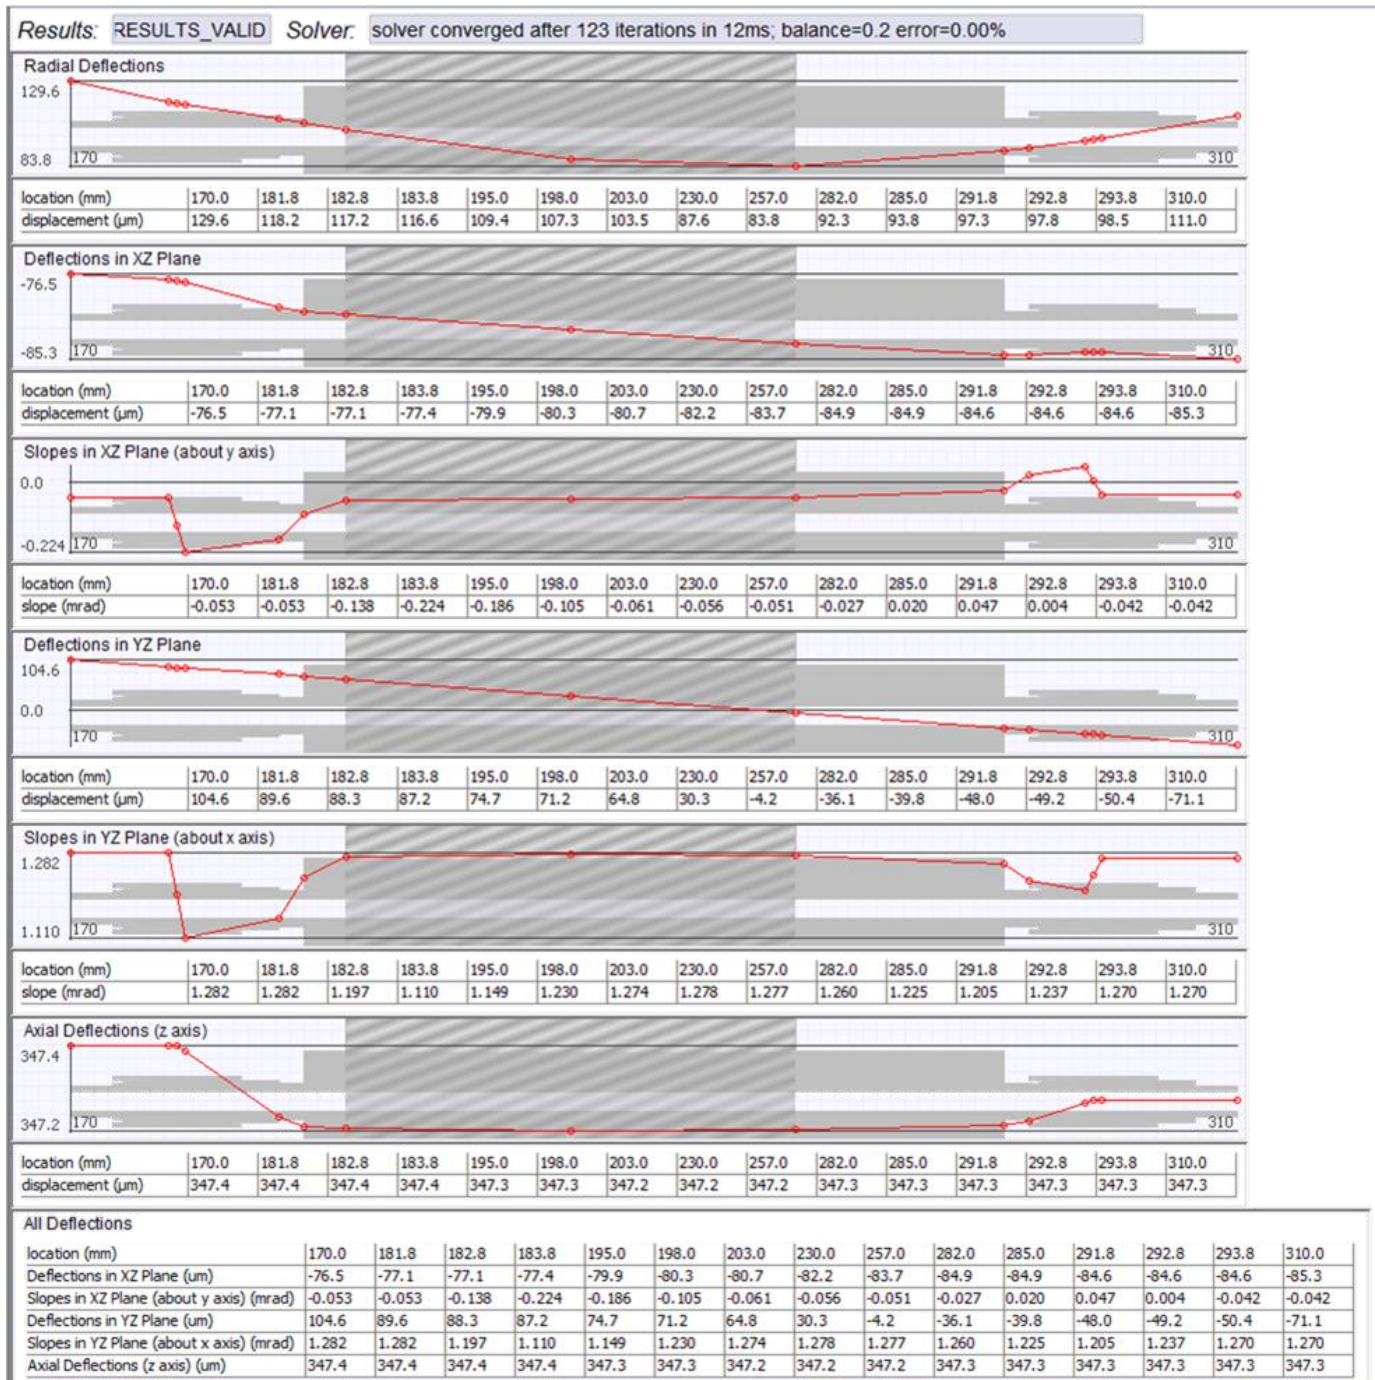 Results: RESULTS_VALID Solver: solver converged after 123 iterations in 12ms; balance=0.2 error=0.00%
Radial Deflections
129.6
83.8 170 310
location (mm) 170.0 181.8 182.8 183.8 195.0 198.0 203.0 230.0 257.0 282.0 285.0 291.8 292.8 293.8 310.0
displacement (µm) 129.6 118.2 117.2 116.6 109.4 107.3 103.5 87.6 83.8 92.3 93.8 97.3 97.8 98.5 111.0
Deflections in XZ Plane
-76.5
-85.3 170 310
location (mm) 170.0 181.8 182.8 183.8 195.0 198.0 203.0 230.0 257.0 282.0 285.0 291.8 292.8 293.8 310.0
displacement (µm) -76.5 -77.1 -77.1 -77.4 -79.9 -80.3 -80.7 -82.2 -83.7 -84.9 -84.9 -84.6 -84.6 -84.6 -85.3
Slopes in XZ Plane (about y axis)
0.0
-0.224 170 310
location (mm) 170.0 181.8 182.8 183.8 195.0 198.0 203.0 230.0 257.0 282.0 285.0 291.8 292.8 293.8 310.0
slope (mrad) -0.053 -0.053 -0.138 -0.224 -0.186 -0.105 -0.061 -0.056 -0.051 -0.027 0.020 0.047 0.004 -0.042 -0.042
Deflections in YZ Plane
104.6
0.0
170 310
location (mm) 170.0 181.8 182.8 183.8 195.0 198.0 203.0 230.0 257.0 282.0 285.0 291.8 292.8 293.8 310.0
displacement (µm) 104.6 89.6 88.3 87.2 74.7 71.2 64.8 30.3 -4.2 -36.1 -39.8 -48.0 -49.2 -50.4 -71.1
Slopes in YZ Plane (about x axis)
1.282
1.110 170 310
location (mm) 170.0 181.8 182.8 183.8 195.0 198.0 203.0 230.0 257.0 282.0 285.0 291.8 292.8 293.8 310.0
slope (mrad) 1.282 1.282 1.197 1.110 1.149 1.230 1.274 1.278 1.277 1.260 1.225 1.205 1.237 1.270 1.270
Axial Deflections (z axis)
347.4
347.2 170 310
location (mm) 170.0 181.8 182.8 183.8 195.0 198.0 203.0 230.0 257.0 282.0 285.0 291.8 292.8 293.8 310.0
displacement (µm) 347.4 347.4 347.4 347.4 347.3 347.3 347.2 347.2 347.2 347.3 347.3 347.3 347.3 347.3 347.3
All Deflections
location (mm) 170.0 181.8 182.8 183.8 195.0 198.0 203.0 230.0 257.0 282.0 285.0 291.8 292.8 293.8 310.0
Deflections in XZ Plane (um) -76.5 -77.1 -77.1 -77.4 -79.9 -80.3 -80.7 -82.2 -83.7 -84.9 -84.9 -84.6 -84.6 -84.6 -85.3
Slopes in XZ Plane (about y axis) (mrad) -0.053 -0.053 -0.138 -0.224 -0.186 -0.105 -0.061 -0.056 -0.051 -0.027 0.020 0.047 0.004 -0.042 -0.042
Deflections in YZ Plane (um) 104.6 89.6 88.3 87.2 74.7 71.2 64.8 30.3 -4.2 -36.1 -39.8 -48.0 -49.2 -50.4 -71.1
Slopes in YZ Plane (about x axis) (mrad) 1.282 1.282 1.197 1.110 1.149 1.230 1.274 1.278 1.277 1.260 1.225 1.205 1.237 1.270 1.270
Axial Deflections (z axis) (um) 347.4 347.4 347.4 347.4 347.3 347.3 347.2 347.2 347.2 347.3 347.3 347.3 347.3 347.3 347.3